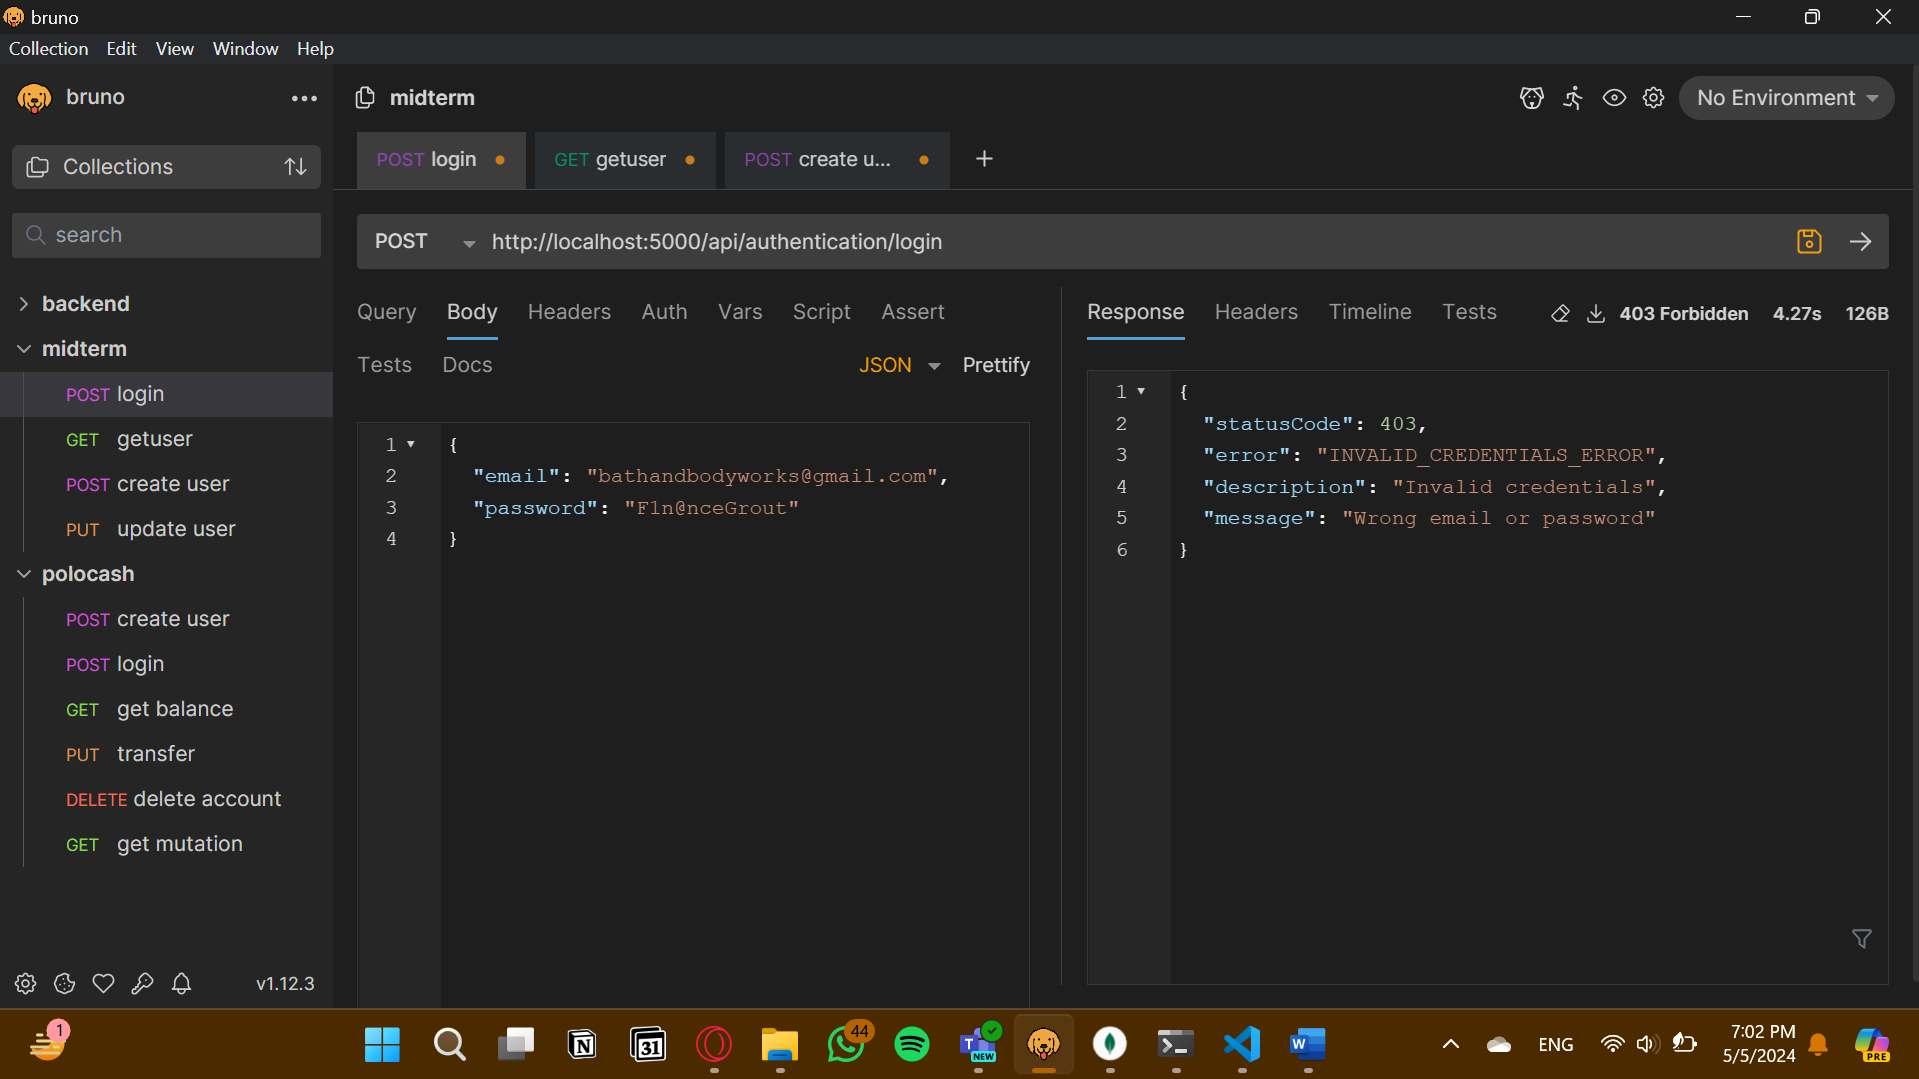 bruno
Collection Edit View Window Help
bruno
midterm
No Environment
Collections
POST login
GET getuser
POST create u...
search
POST
http://localhost:5000/api/authentication/login
backend
midterm
POST login
GET getuser
POST create user
PUT update user
polocash
POST create user
POST login
GET get balance
PUT transfer
DELETE delete account
GET get mutation
v1.12.3
Query Body Headers Auth Vars Script Assert
Tests Docs
JSON Prettify
1 {
2 "email": "bathandbodyworks@gmail.com",
3 "password": "F1n@nceGrout"
4 }
Response Headers Timeline Tests
403 Forbidden 4.27s 126B
1 {
2 "statusCode": 403,
3 "error": "INVALID_CREDENTIALS_ERROR",
4 "description": "Invalid credentials",
5 "message": "Wrong email or password"
6 }
1
N
31
44
T
NEW
W
ENG
7:02 PM
5/5/2024
PRE